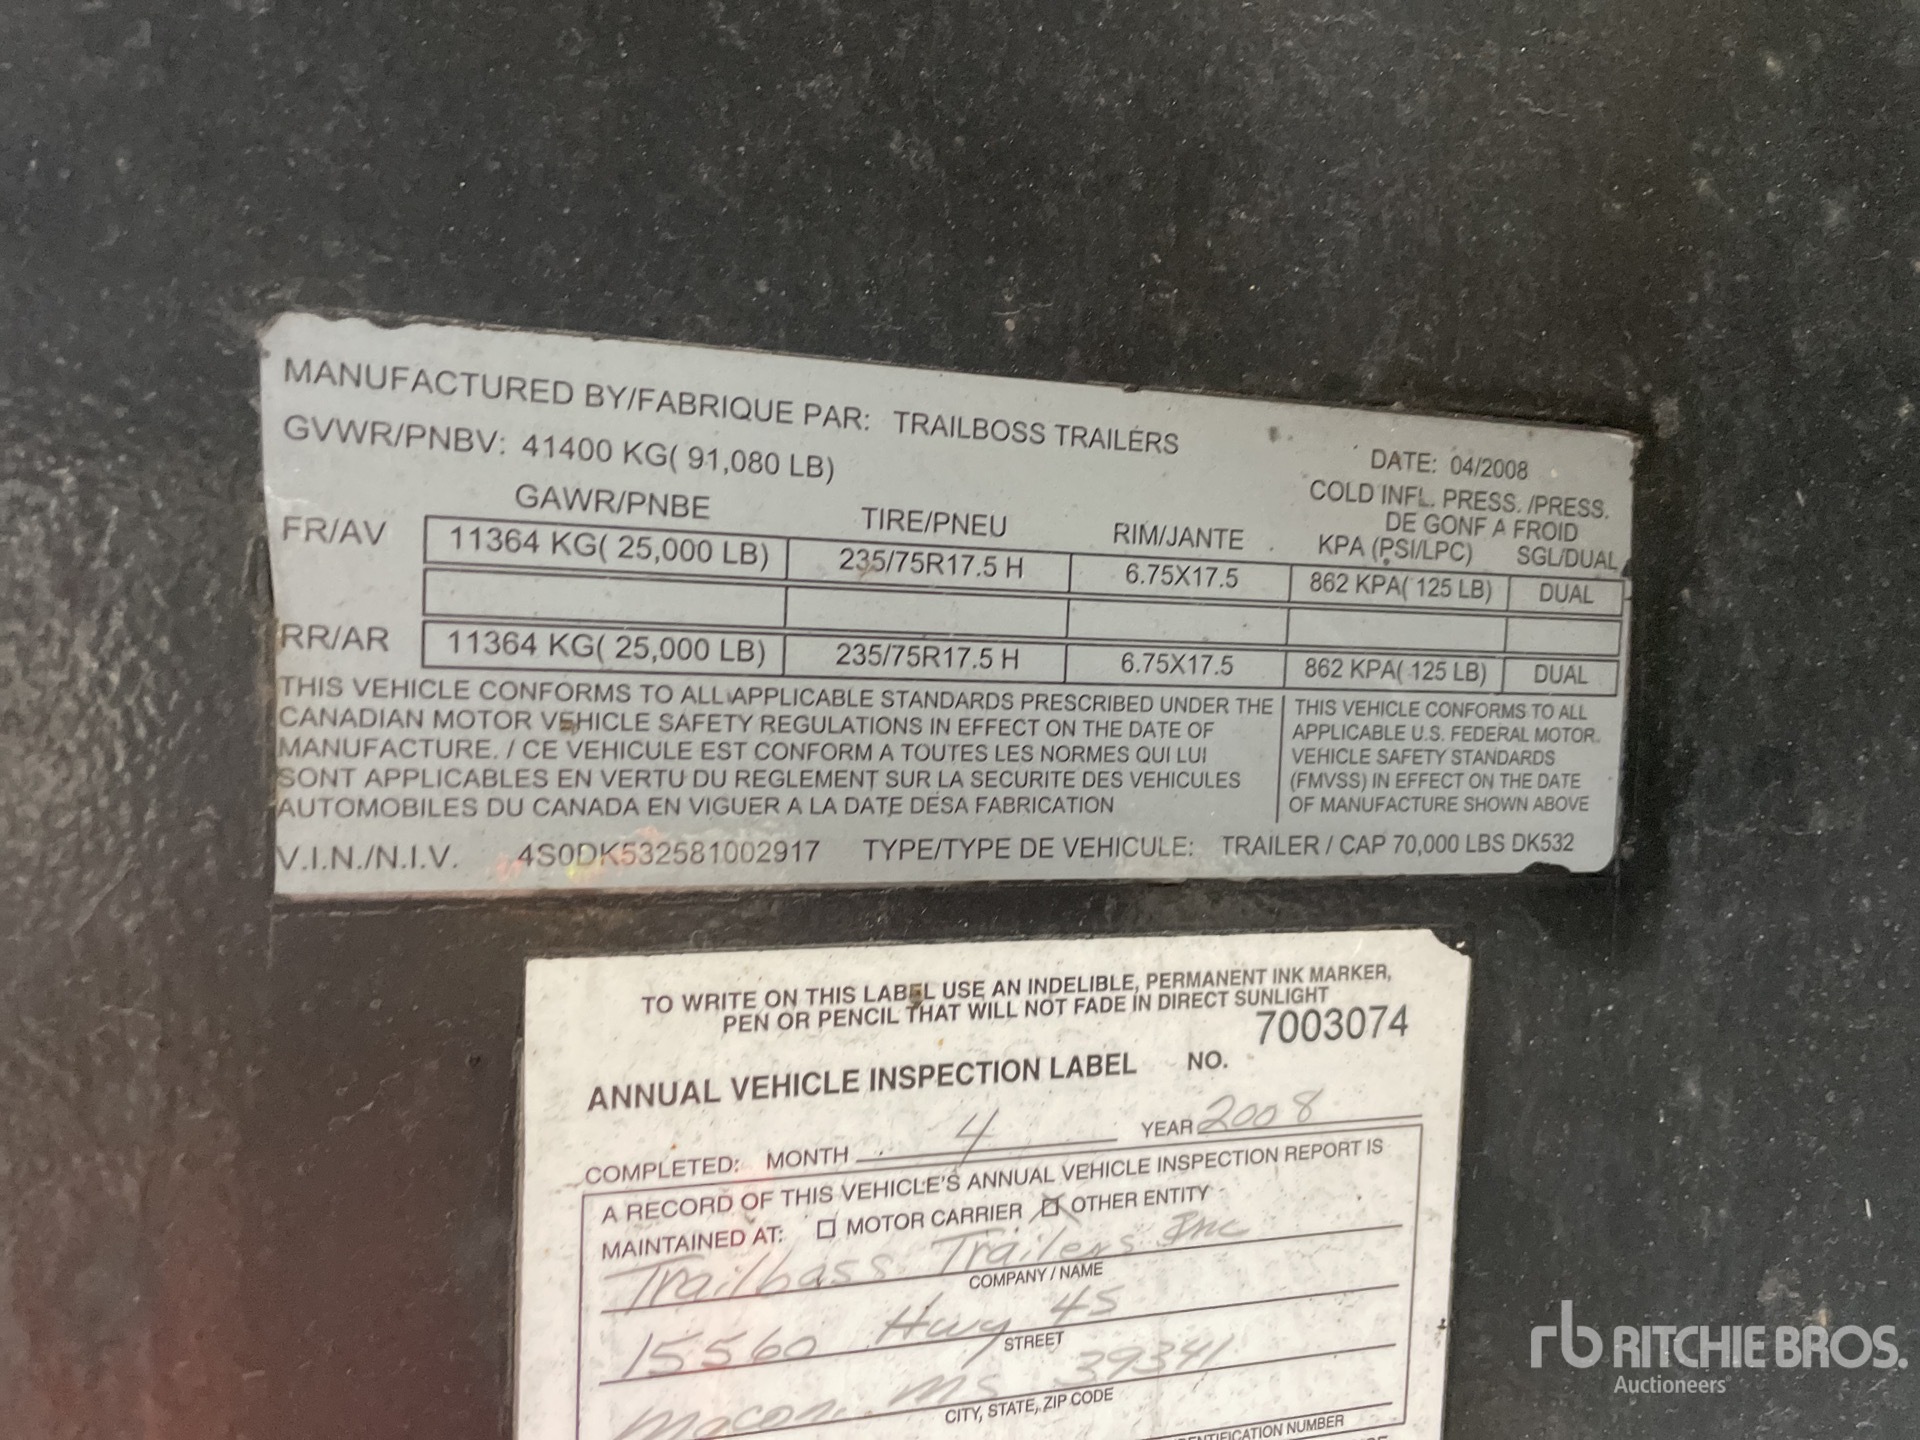 MANUFACTURED BY/FABRIQUE PAR: TRAILBOSS TRAILERS
GVWR/PNBV: 41400 KG( 91,080 LB)
DATE: 04/2008
GAWR/PNBE TIRE/PNEU RIM/JANTE
COLD INFL. PRESS. /PRESS.
DE GONF A FROID
KPA (PSI/LPC) SGL/DUAL
FR/AV 11364 KG( 25,000 LB) 235/75R17.5 H 6.75X17.5 862 KPA( 125 LB) DUAL
RR/AR 11364 KG( 25,000 LB) 235/75R17.5 H 6.75X17.5 862 KPA( 125 LB) DUAL
THIS VEHICLE CONFORMS TO ALL APPLICABLE STANDARDS PRESCRIBED UNDER THE
CANADIAN MOTOR VEHICLE SAFETY REGULATIONS IN EFFECT ON THE DATE OF
MANUFACTURE. / CE VEHICULE EST CONFORM A TOUTES LES NORMES QUI LUI
SONT APPLICABLES EN VERTU DU REGLEMENT SUR LA SECURITE DES VEHICULES
AUTOMOBILES DU CANADA EN VIGUER A LA DATE DESA FABRICATION
THIS VEHICLE CONFORMS TO ALL
APPLICABLE U.S. FEDERAL MOTOR
VEHICLE SAFETY STANDARDS
(FMVSS) IN EFFECT ON THE DATE
OF MANUFACTURE SHOWN ABOVE
V.I.N./N.I.V. 4S0DK532581002917 TYPE/TYPE DE VEHICULE: TRAILER / CAP 70,000 LBS DK532
TO WRITE ON THIS LABEL USE AN INDELIBLE, PERMANENT INK MARKER,
PEN OR PENCIL THAT WILL NOT FADE IN DIRECT SUNLIGHT
ANNUAL VEHICLE INSPECTION LABEL NO. 7003074
COMPLETED: MONTH 4 YEAR 2008
A RECORD OF THIS VEHICLE'S ANNUAL VEHICLE INSPECTION REPORT IS
MAINTAINED AT: ☐ MOTOR CARRIER ☒ OTHER ENTITY
Trailbass Trailers Inc
COMPANY / NAME
15560 Hwy 45
STREET
Macon, MS 39341
CITY, STATE, ZIP CODE
IDENTIFICATION NUMBER
rb RITCHIE BROS.
Auctioneers